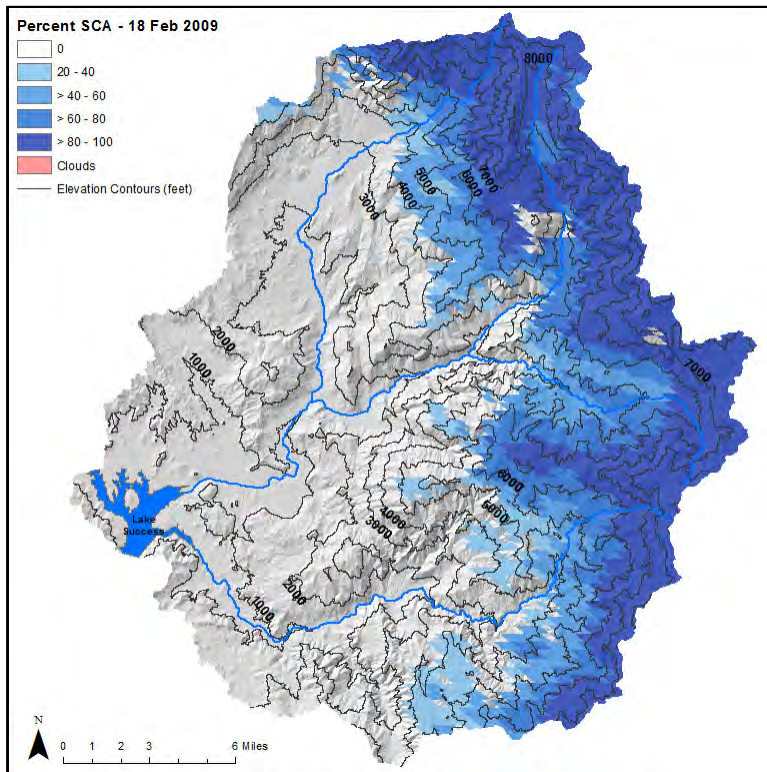 Percent SCA - 18 Feb 2009
0
20 - 40
> 40 - 60
> 60 - 80
> 80 - 100
Clouds
Elevation Contours (feet)
8000
7000
6000
5000
4000
3000
2000
1000
7000
6000
5000
4000
3000
2000
1000
Lake
Success
N
0 1 2 3 6 Miles